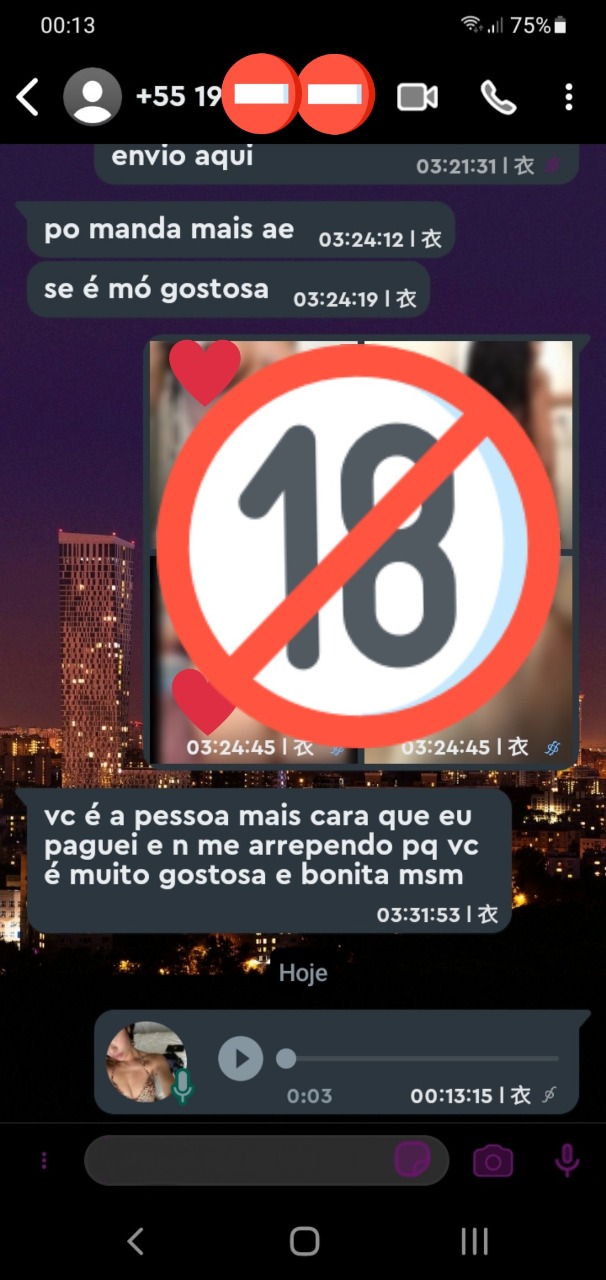 00:13
75%
+55 19
envio aqui
03:21:31 | 衣
po manda mais ae
03:24:12 | 衣
se é mó gostosa
03:24:19 | 衣
18
03:24:45 | 衣
03:24:45 | 衣
vc é a pessoa mais cara que eu
paguei e n me arrependo pq vc
é muito gostosa e bonita msm
03:31:53 | 衣
Hoje
0:03
00:13:15 | 衣